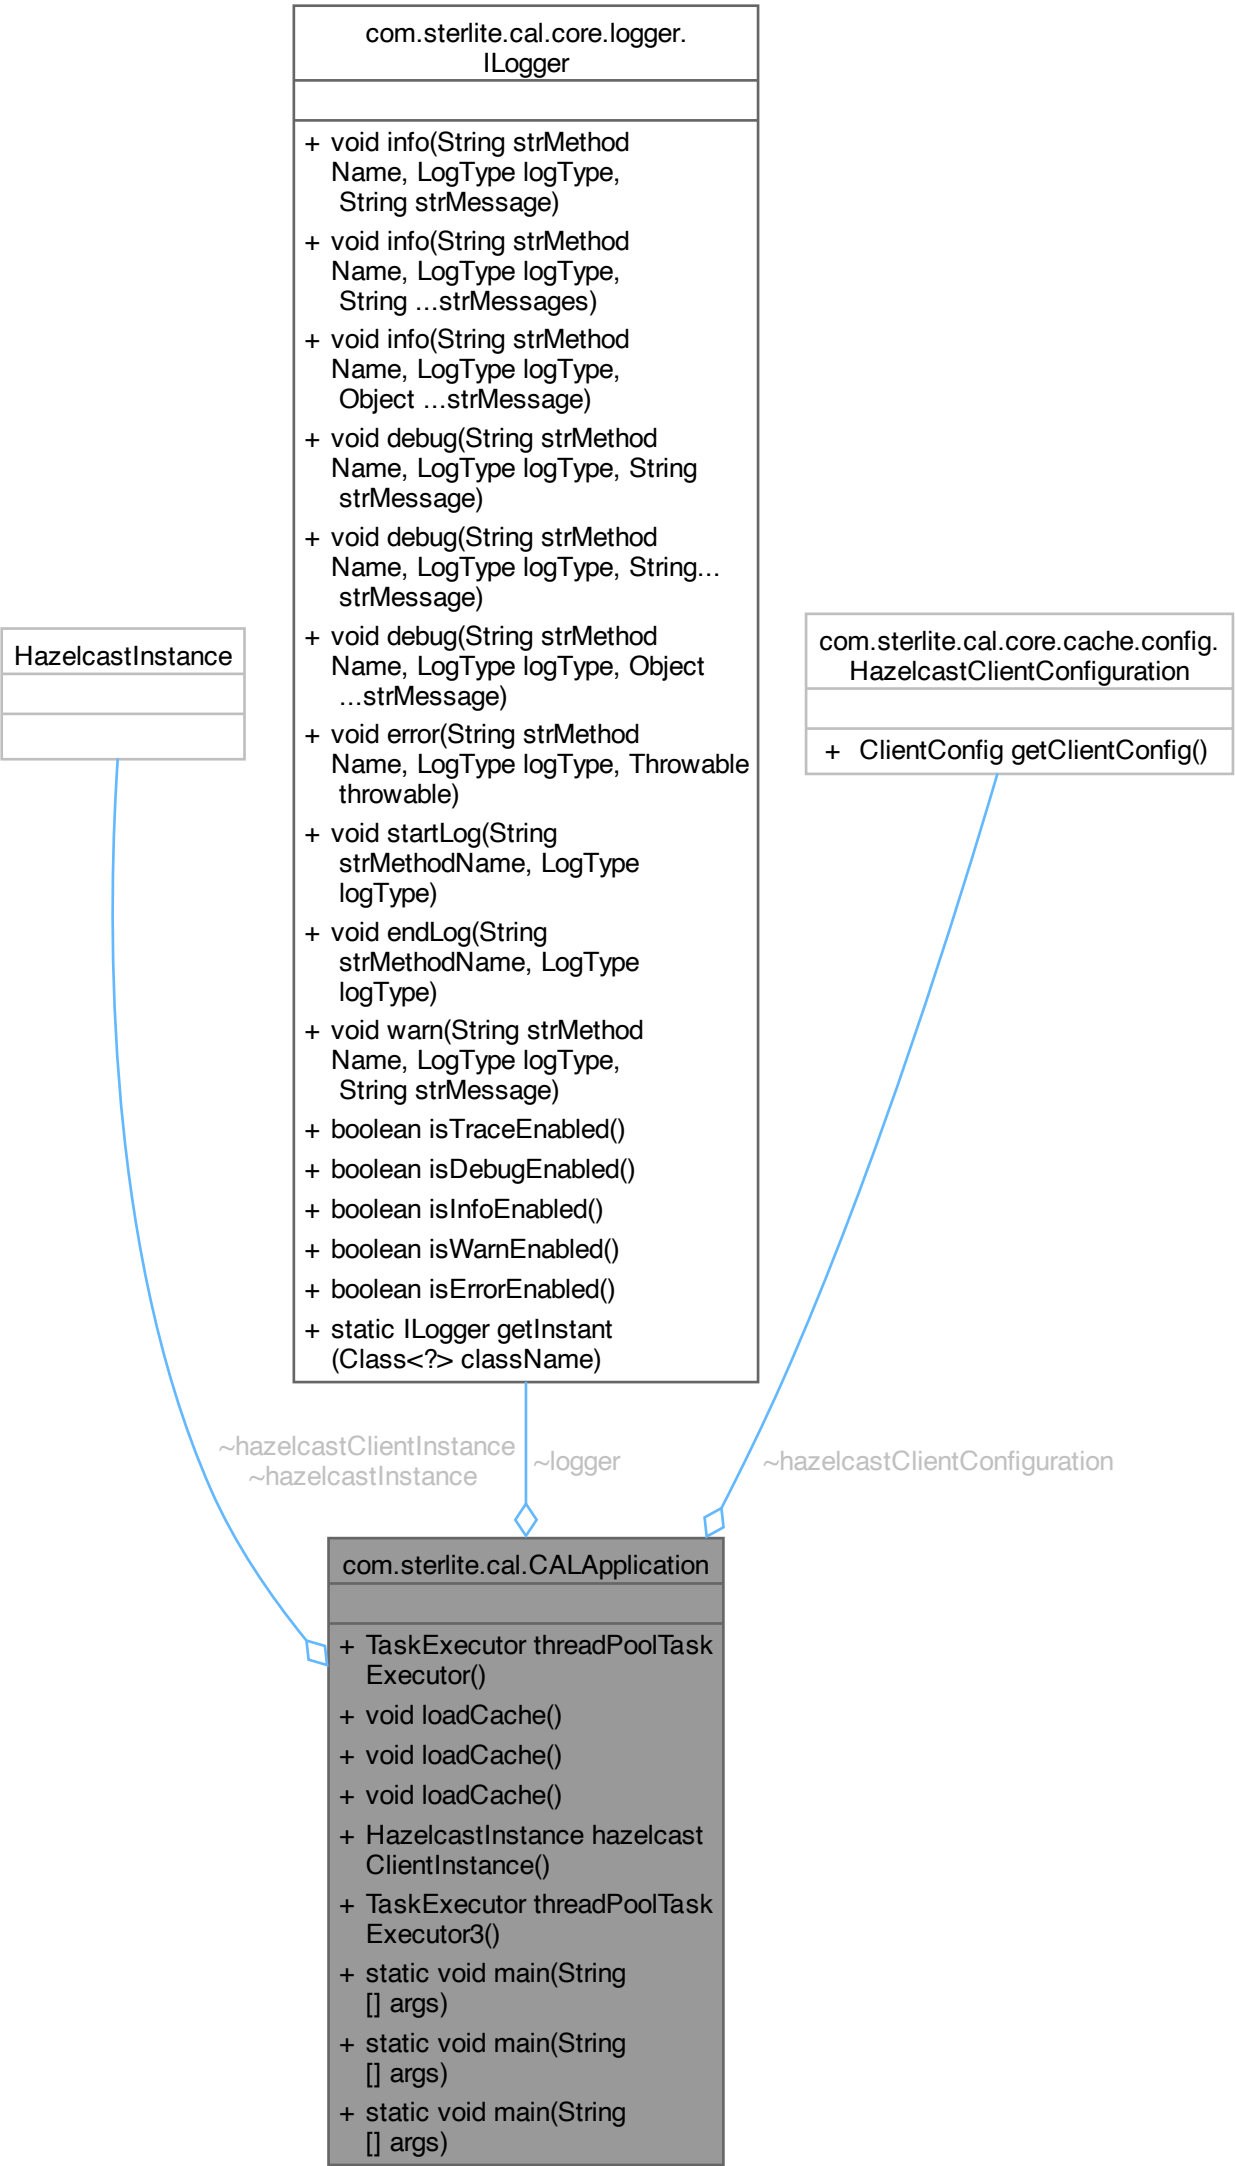 com.sterlite.cal.core.logger.
ILogger
+ void info(String strMethod
Name, LogType logType,
String strMessage)
+ void info(String strMethod
Name, LogType logType,
String ...strMessages)
+ void info(String strMethod
Name, LogType logType,
Object ...strMessage)
+ void debug(String strMethod
Name, LogType logType, String
strMessage)
+ void debug(String strMethod
Name, LogType logType, String...
strMessage)
+ void debug(String strMethod
Name, LogType logType, Object
...strMessage)
+ void error(String strMethod
Name, LogType logType, Throwable
throwable)
+ void startLog(String
strMethodName, LogType
logType)
+ void endLog(String
strMethodName, LogType
logType)
+ void warn(String strMethod
Name, LogType logType,
String strMessage)
+ boolean isTraceEnabled()
+ boolean isDebugEnabled()
+ boolean isInfoEnabled()
+ boolean isWarnEnabled()
+ boolean isErrorEnabled()
+ static ILogger getInstant
(Class<?> className)
HazelcastInstance
com.sterlite.cal.core.cache.config.
HazelcastClientConfiguration
+ ClientConfig getClientConfig()
~hazelcastClientInstance
~hazelcastInstance
~logger
~hazelcastClientConfiguration
com.sterlite.cal.CALApplication
+ TaskExecutor threadPoolTask
Executor()
+ void loadCache()
+ void loadCache()
+ void loadCache()
+ HazelcastInstance hazelcast
ClientInstance()
+ TaskExecutor threadPoolTask
Executor3()
+ static void main(String
[] args)
+ static void main(String
[] args)
+ static void main(String
[] args)